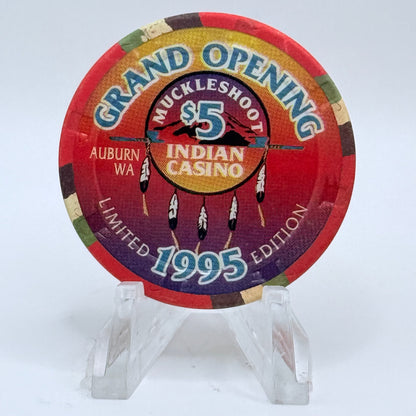 GRAND OPENING
MUCKLESHOOT
$5
INDIAN
CASINO
AUBURN
WA
LIMITED 1995 EDITION